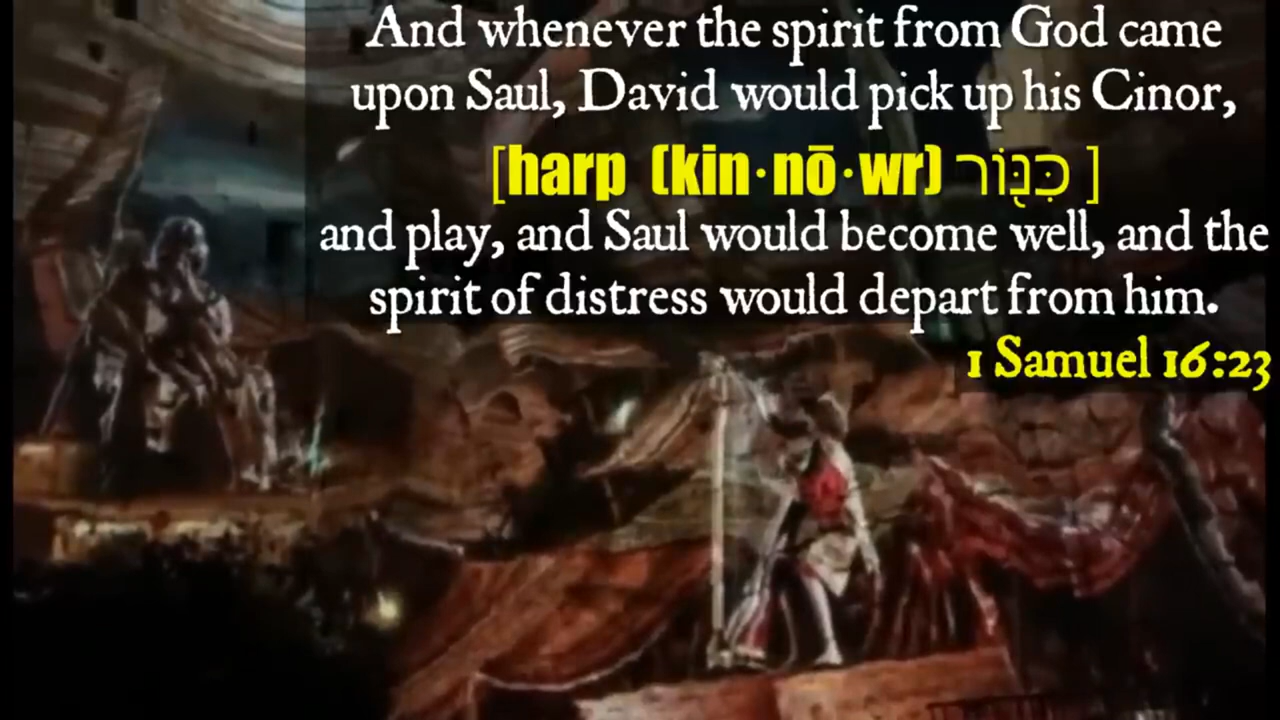 And whenever the spirit from God came
upon Saul, David would pick up his Cinor,
[harp (kin·nō·wr) כִּנּ֖וֹר ]
and play, and Saul would become well, and the
spirit of distress would depart from him.
1 Samuel 16:23